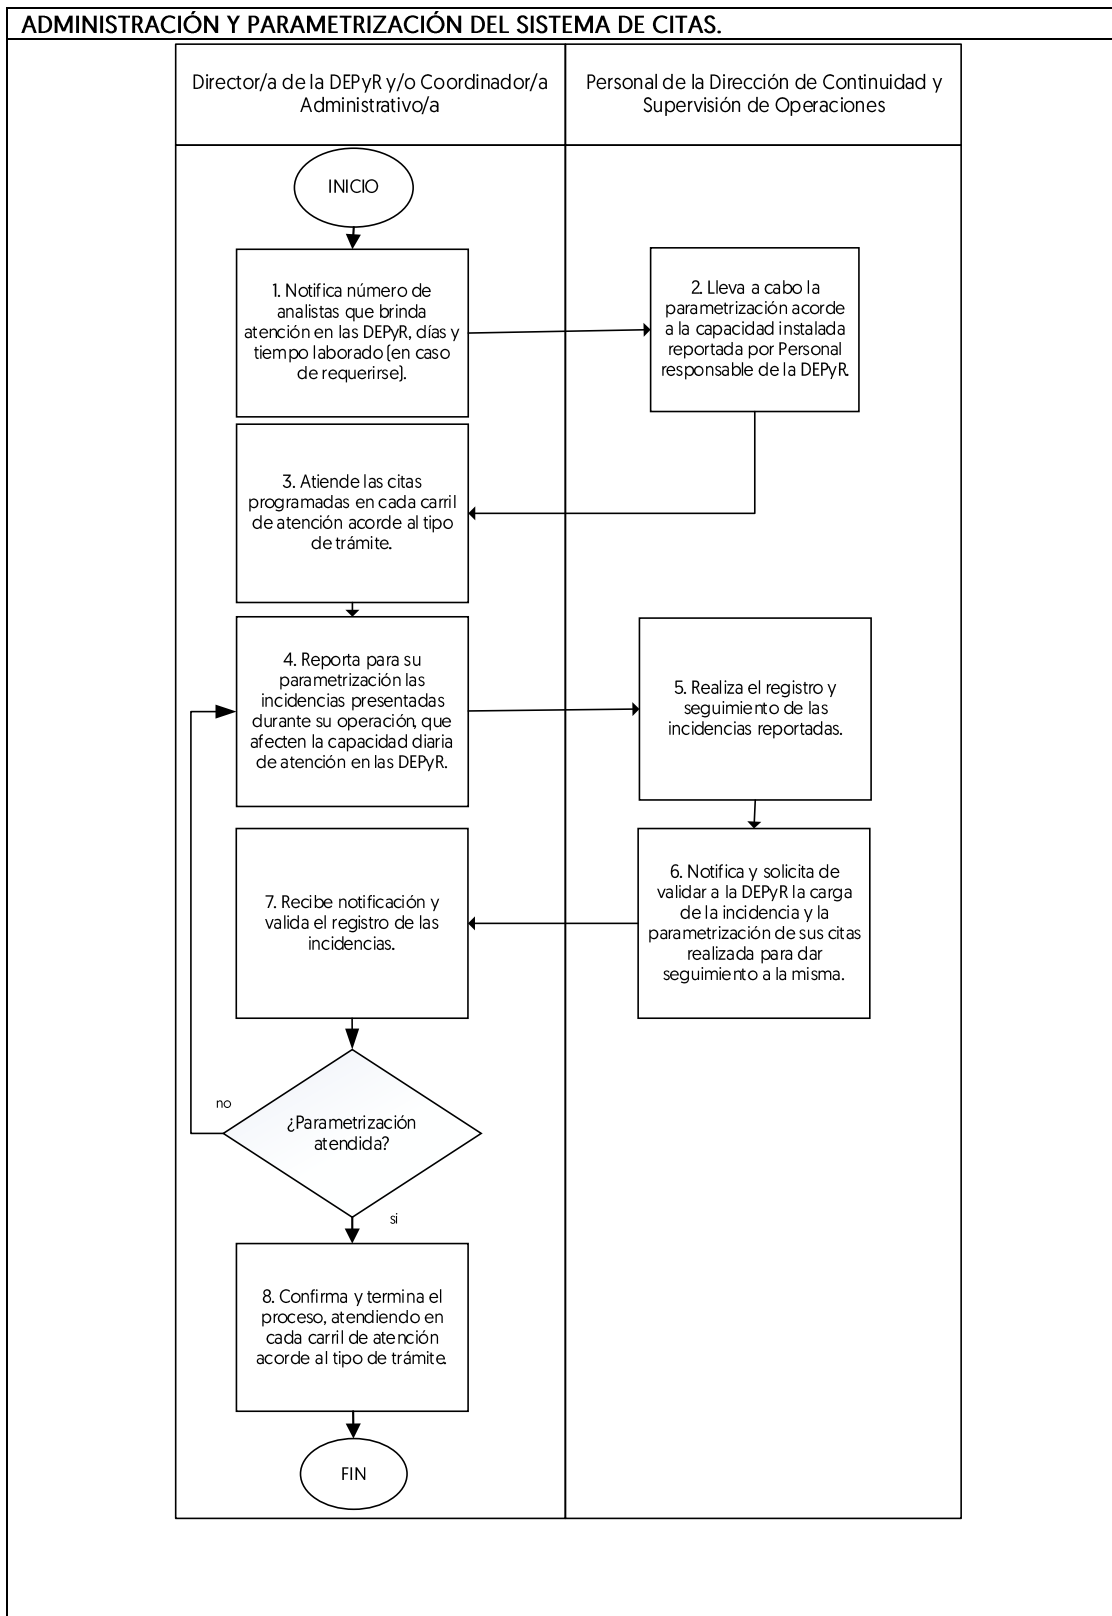 ADMINISTRACIÓN Y PARAMETRIZACIÓN DEL SISTEMA DE CITAS.
Director/a de la DEPyR y/o Coordinador/a
Administrativo/a
Personal de la Dirección de Continuidad y
Supervisión de Operaciones
INICIO
1. Notifica número de
analistas que brinda
atención en las DEPyR, días y
tiempo laborado (en caso
de requerirse).
2. Lleva a cabo la
parametrización acorde
a la capacidad instalada
reportada por Personal
responsable de la DEPyR.
3. Atiende las citas
programadas en cada carril
de atención acorde al tipo
de trámite.
4. Reporta para su
parametrización las
incidencias presentadas
durante su operación, que
afecten la capacidad diaria
de atención en las DEPyR.
5. Realiza el registro y
seguimiento de las
incidencias reportadas.
6. Notifica y solicita de
validar a la DEPyR la carga
de la incidencia y la
parametrización de sus citas
realizada para dar
seguimiento a la misma.
7. Recibe notificación y
valida el registro de las
incidencias.
no
¿Parametrización
atendida?
si
8. Confirma y termina el
proceso, atendiendo en
cada carril de atención
acorde al tipo de trámite.
FIN